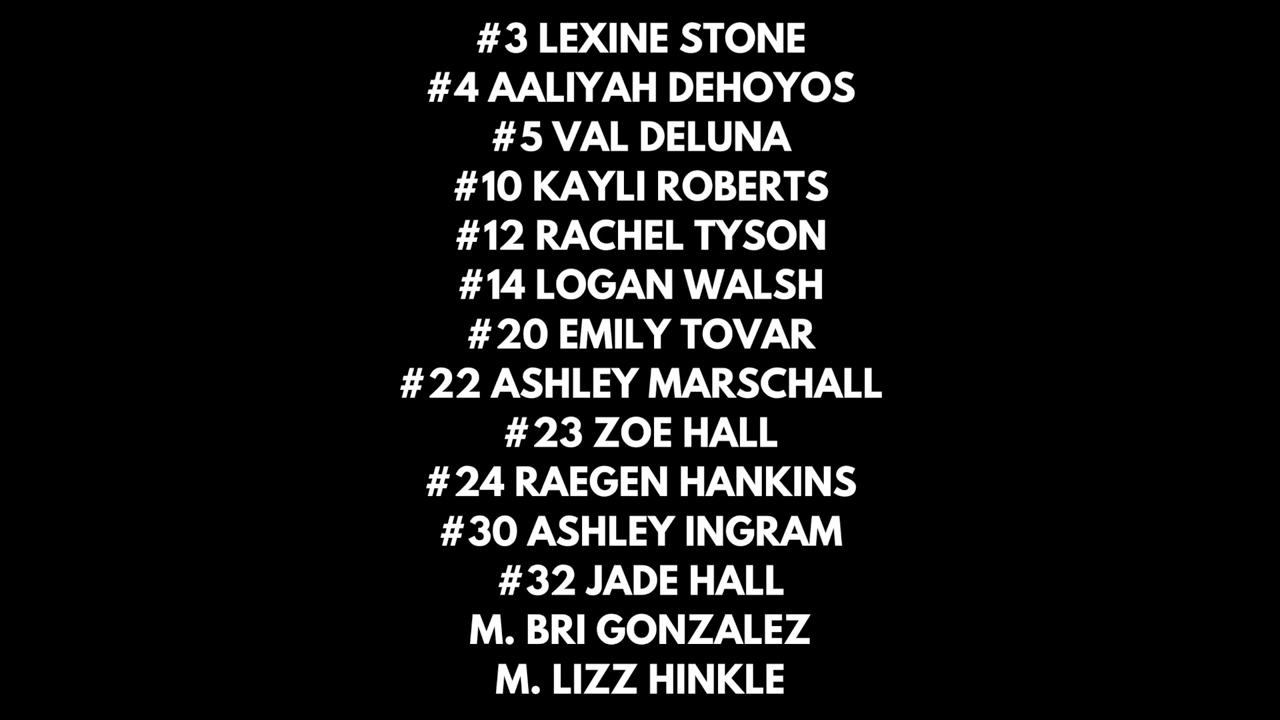 #3 LEXINE STONE
#4 AALIYAH DEHOYOS
#5 VAL DELUNA
#10 KAYLI ROBERTS
#12 RACHEL TYSON
#14 LOGAN WALSH
#20 EMILY TOVAR
#22 ASHLEY MARSCHALL
#23 ZOE HALL
#24 RAEGEN HANKINS
#30 ASHLEY INGRAM
#32 JADE HALL
M. BRI GONZALEZ
M. LIZZ HINKLE